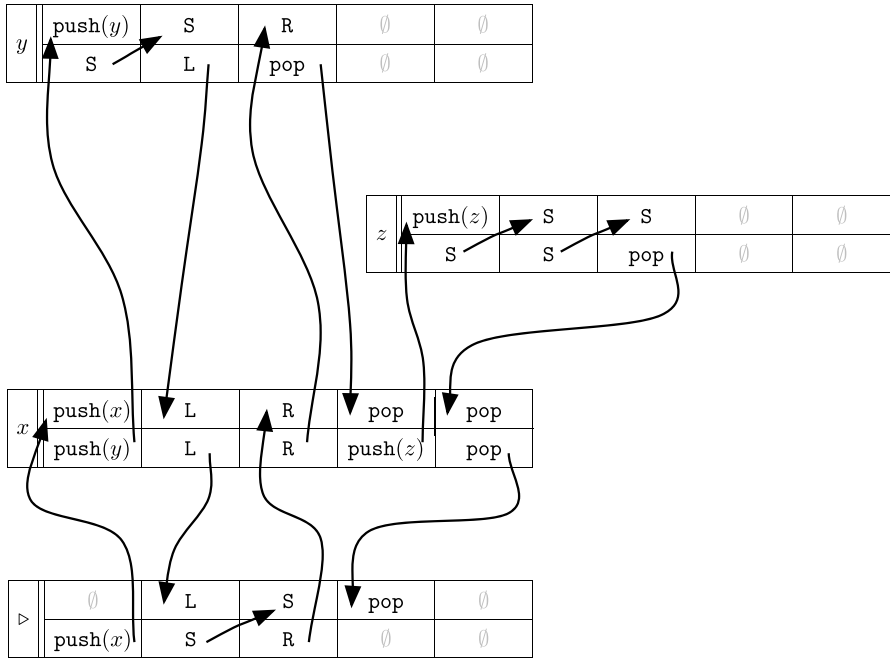 push(y) S R ∅ ∅
y
S L pop ∅ ∅
push(z) S S ∅ ∅
z
S S pop ∅ ∅
push(x) L R pop pop
x
push(y) L R push(z) pop
∅ L S pop ∅
▷
push(x) S R ∅ ∅